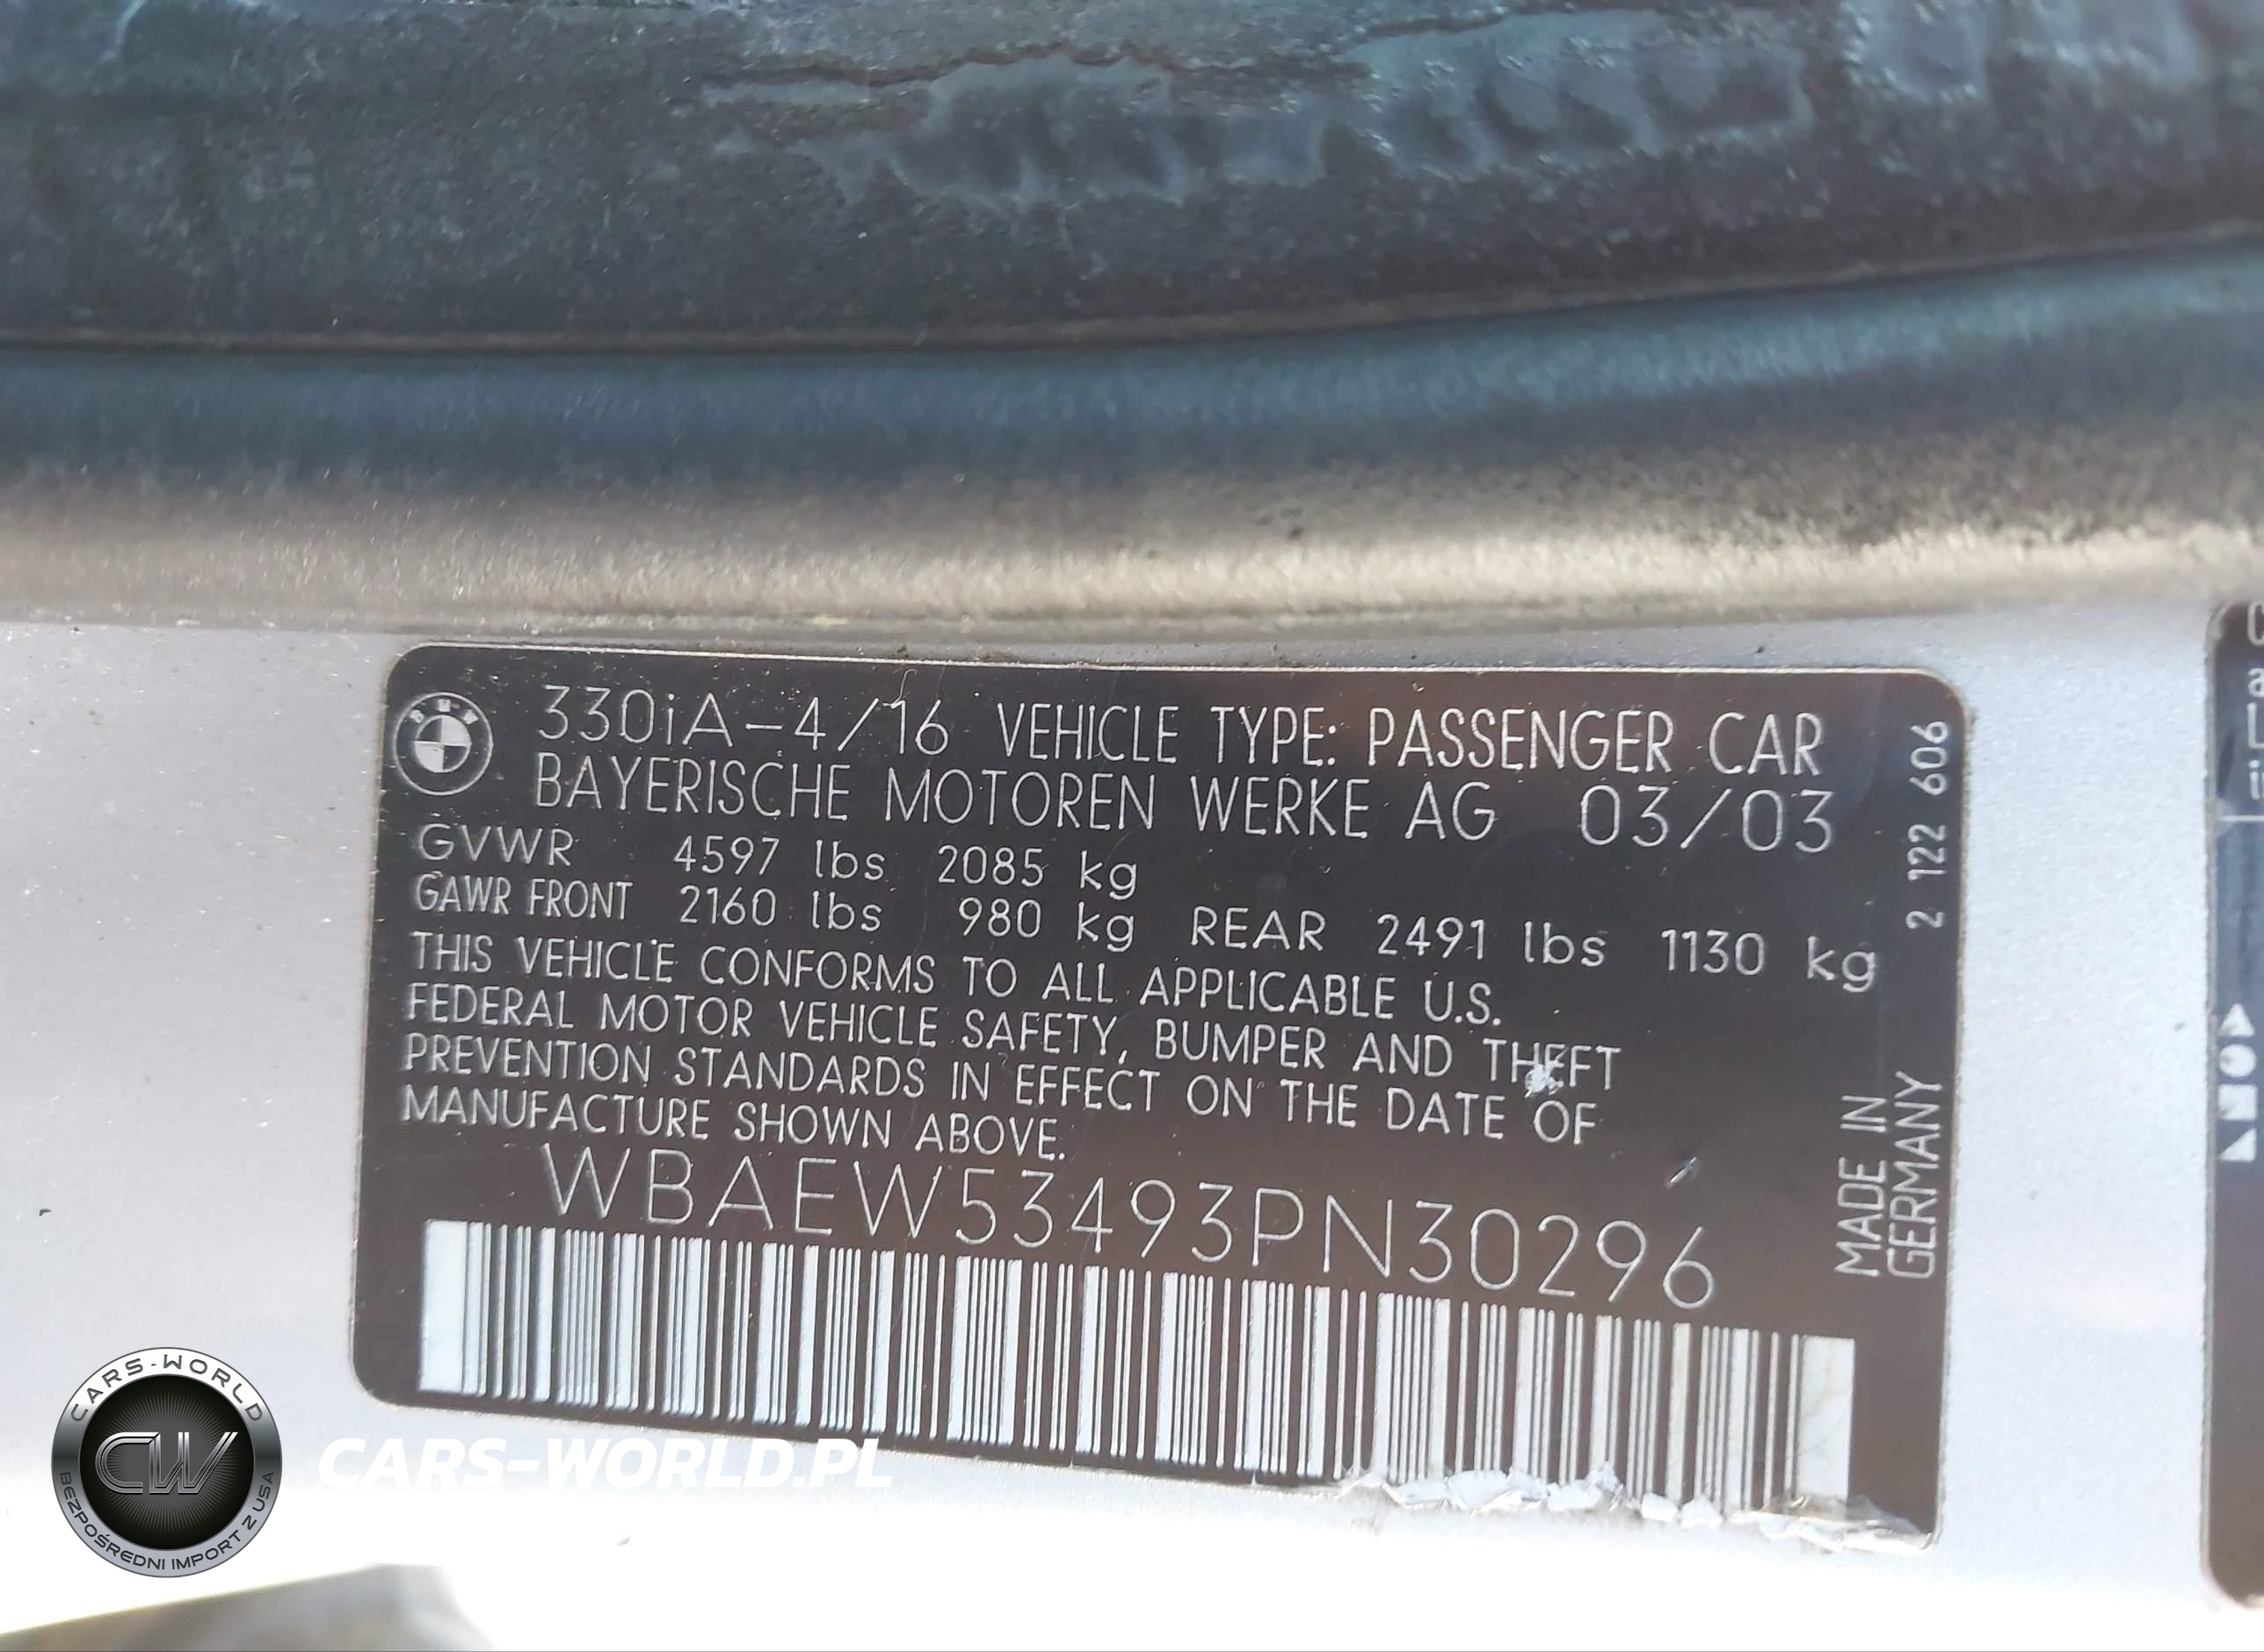 BMW
330iA-4/16 VEHICLE TYPE: PASSENGER CAR
BAYERISCHE MOTOREN WERKE AG 03/03
GVWR 4597 lbs 2085 kg
GAWR FRONT 2160 lbs 980 kg REAR 2491 lbs 1130 kg
THIS VEHICLE CONFORMS TO ALL APPLICABLE U.S.
FEDERAL MOTOR VEHICLE SAFETY, BUMPER AND THEFT
PREVENTION STANDARDS IN EFFECT ON THE DATE OF
MANUFACTURE SHOWN ABOVE.
WBAEW53493PN30296
2 122 606
MADE IN
GERMANY
CARS-WORLD
CW
BEZPOŚREDNI IMPORT Z USA
CARS-WORLD.PL